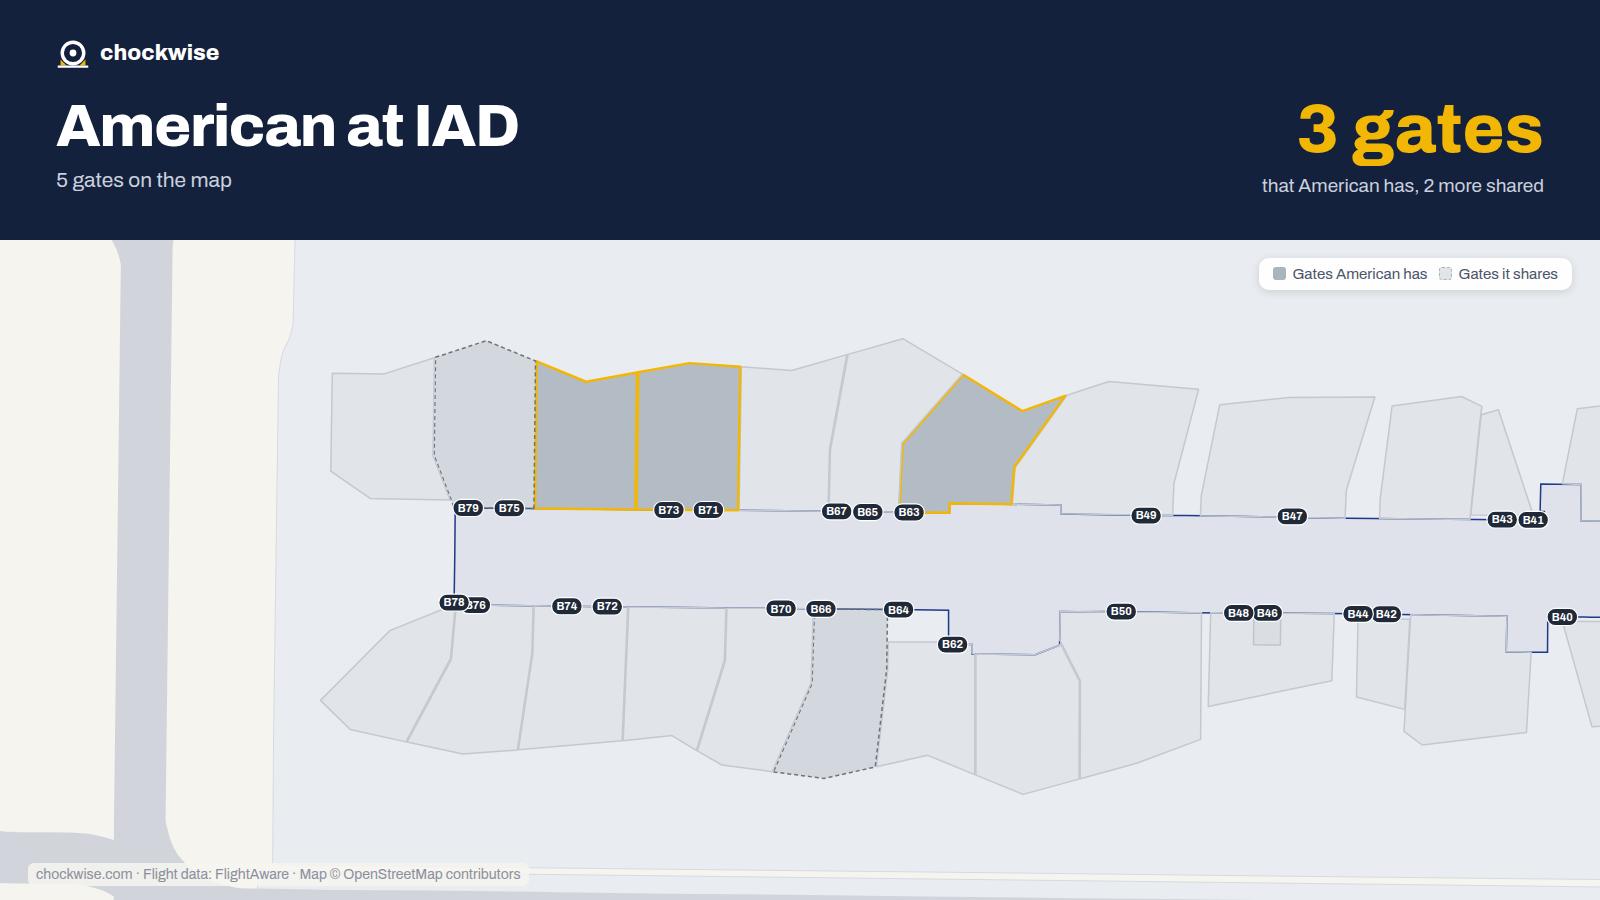 chockwise
American at IAD
5 gates on the map
3 gates
that American has, 2 more shared
Gates American has
Gates it shares
B79
B75
B73
B71
B67
B65
B63
B49
B47
B43
B41
B78
B76
B74
B72
B70
B66
B64
B62
B50
B48
B46
B44
B42
B40
chockwise.com · Flight data: FlightAware · Map © OpenStreetMap contributors